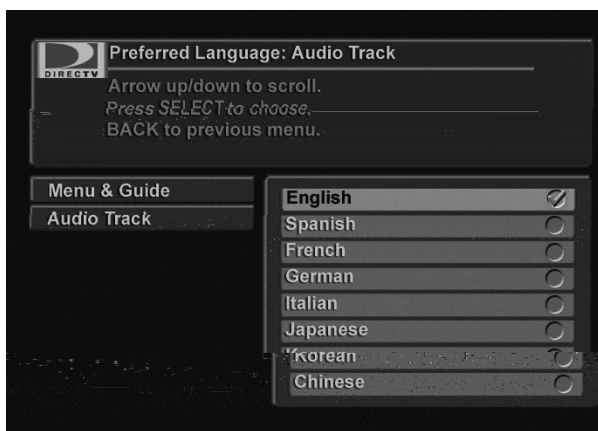 DIRECTV
Preferred Language: Audio Track
Arrow up/down to scroll.
Press SELECT to choose.
BACK to previous menu.
Menu & Guide
Audio Track
English
Spanish
French
German
Italian
Japanese
Korean
Chinese